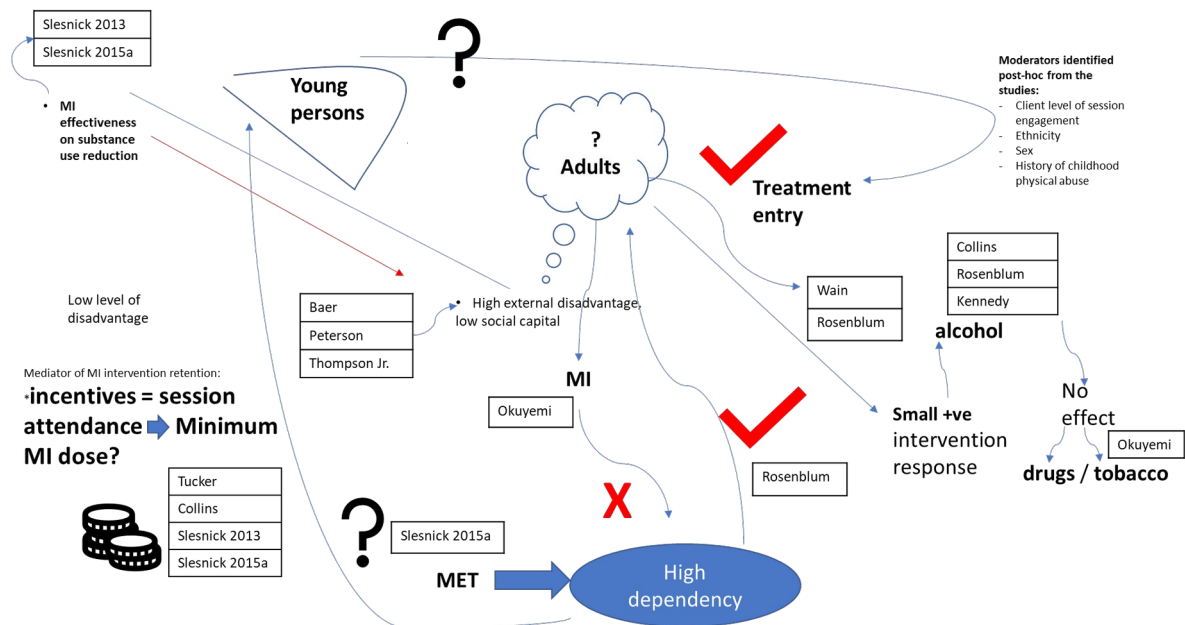 Slesnick 2013
Slesnick 2015a
• MI
effectiveness
on substance
use reduction
Young
persons
?
?
Adults
Treatment
entry
Moderators identified
post-hoc from the
studies:
- Client level of session
engagement
- Ethnicity
- Sex
- History of childhood
physical abuse
Low level of
disadvantage
Baer
Peterson
Thompson Jr.
• High external disadvantage,
low social capital
Wain
Rosenblum
Collins
Rosenblum
Kennedy
alcohol
Mediator of MI intervention retention:
*incentives = session
attendance Minimum
MI dose?
Tucker
Collins
Slesnick 2013
Slesnick 2015a
MI
Okuyemi
X
Rosenblum
Small +ve
intervention
response
No
effect
Okuyemi
drugs / tobacco
?
Slesnick 2015a
MET
High
dependency